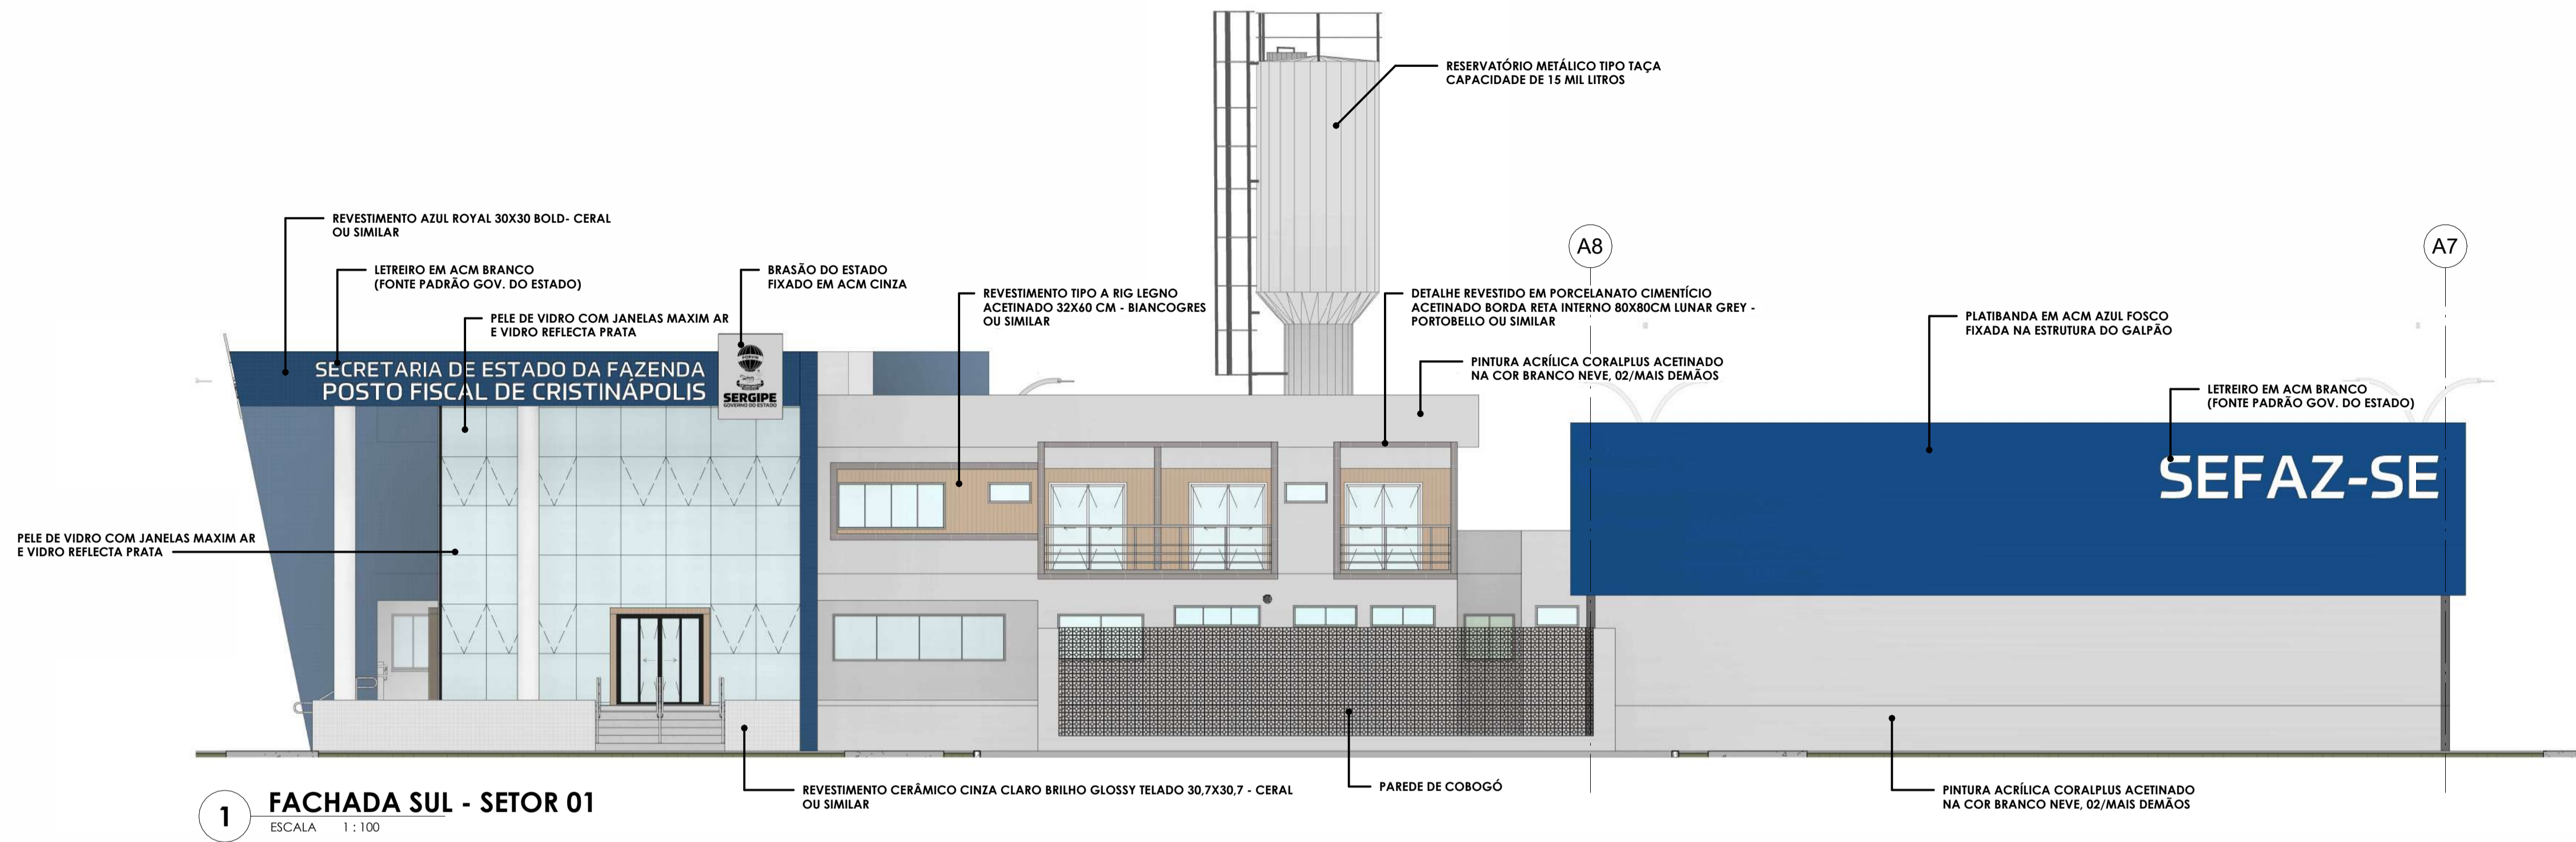 RESERVATÓRIO METÁLICO TIPO TAÇA
CAPACIDADE DE 15 MIL LITROS
REVESTIMENTO AZUL ROYAL 30X30 BOLD- CERAL
OU SIMILAR
A8
A7
LETREIRO EM ACM BRANCO
(FONTE PADRÃO GOV. DO ESTADO)
BRASÃO DO ESTADO
FIXADO EM ACM CINZA
REVESTIMENTO TIPO A RIG LEGNO
ACETINADO 32X60 CM - BIANCOGRES
OU SIMILAR
DETALHE REVESTIDO EM PORCELANATO CIMENTÍCIO
ACETINADO BORDA RETA INTERNO 80X80CM LUNAR GREY -
PORTOBELLO OU SIMILAR
PELE DE VIDRO COM JANELAS MAXIM AR
E VIDRO REFLECTA PRATA
PLATIBANDA EM ACM AZUL FOSCO
FIXADA NA ESTRUTURA DO GALPÃO
PINTURA ACRÍLICA CORALPLUS ACETINADO
NA COR BRANCO NEVE, 02/MAIS DEMÃOS
SECRETARIA DE ESTADO DA FAZENDA
POSTO FISCAL DE CRISTINÁPOLIS
SERGIPE
GOVERNO DO ESTADO
LETREIRO EM ACM BRANCO
(FONTE PADRÃO GOV. DO ESTADO)
SEFAZ-SE
PELE DE VIDRO COM JANELAS MAXIM AR
E VIDRO REFLECTA PRATA
REVESTIMENTO CERÂMICO CINZA CLARO BRILHO GLOSSY TELADO 30,7X30,7 - CERAL
OU SIMILAR
PAREDE DE COBOGÓ
PINTURA ACRÍLICA CORALPLUS ACETINADO
NA COR BRANCO NEVE, 02/MAIS DEMÃOS
1
FACHADA SUL - SETOR 01
ESCALA 1 : 100